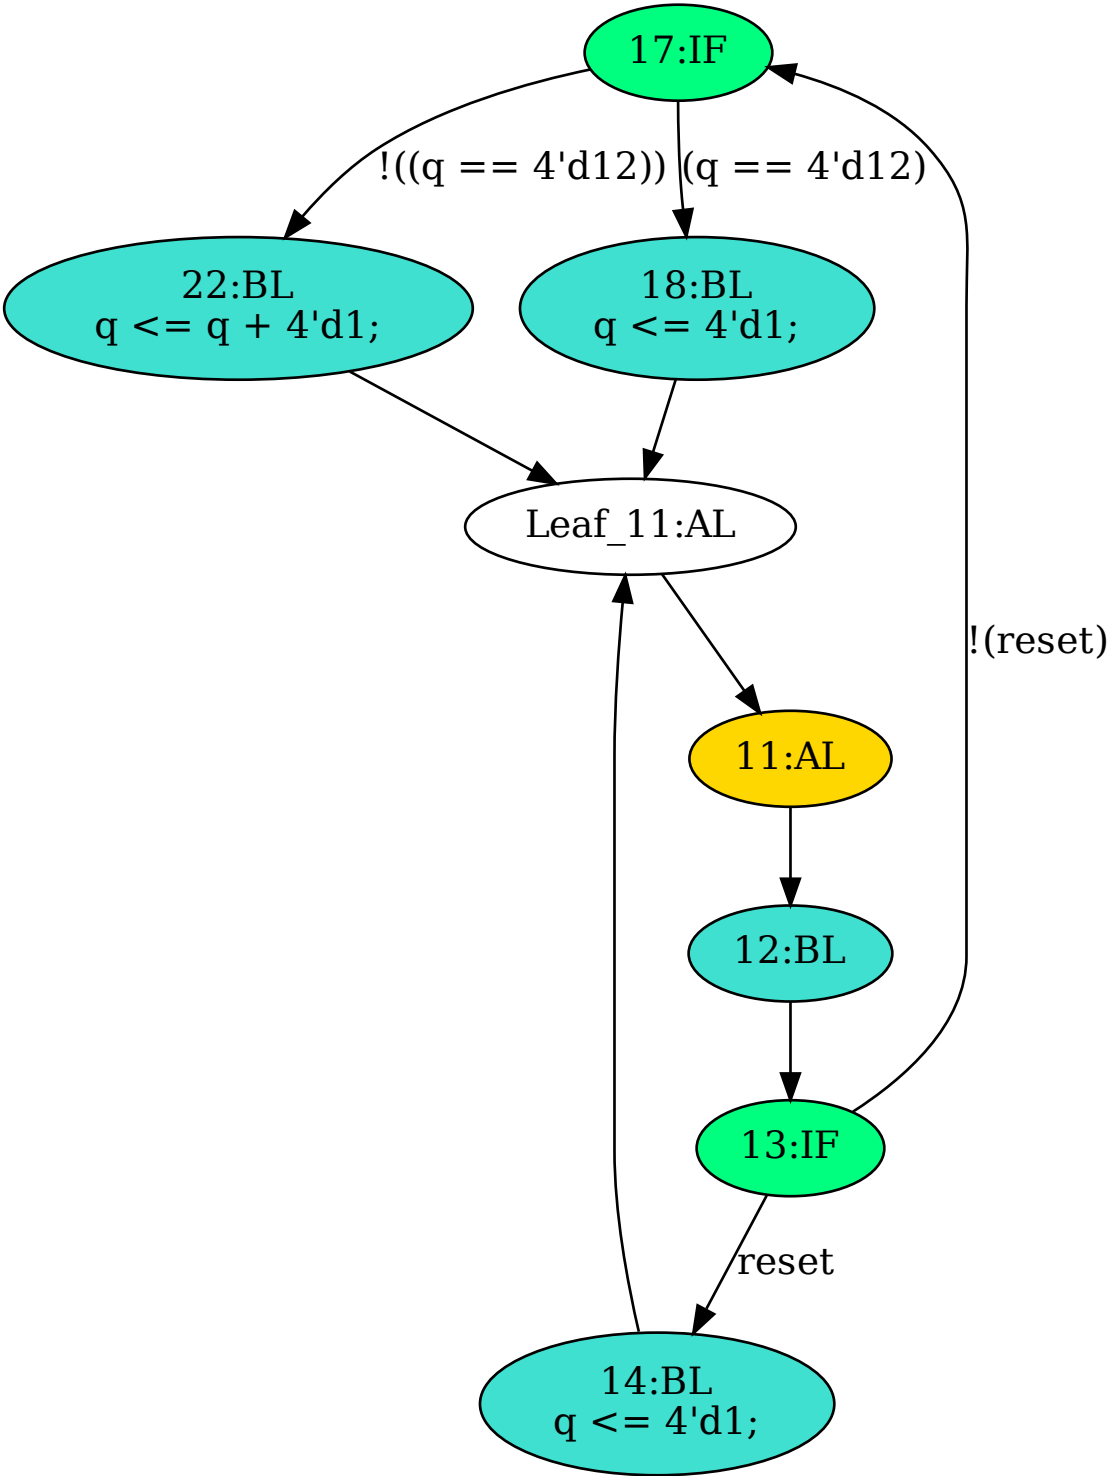 17:IF
!((q == 4'd12))
(q == 4'd12)
22:BL
q <= q + 4'd1;
18:BL
q <= 4'd1;
Leaf_11:AL
!(reset)
11:AL
12:BL
13:IF
reset
14:BL
q <= 4'd1;